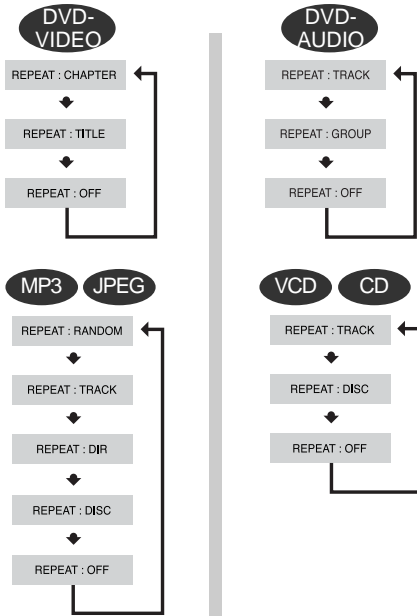 DVD-
VIDEO
REPEAT : CHAPTER
REPEAT : TITLE
REPEAT : OFF
DVD-
AUDIO
REPEAT : TRACK
REPEAT : GROUP
REPEAT : OFF
MP3 JPEG
REPEAT : RANDOM
REPEAT : TRACK
REPEAT : DIR
REPEAT : DISC
REPEAT : OFF
VCD CD
REPEAT : TRACK
REPEAT : DISC
REPEAT : OFF